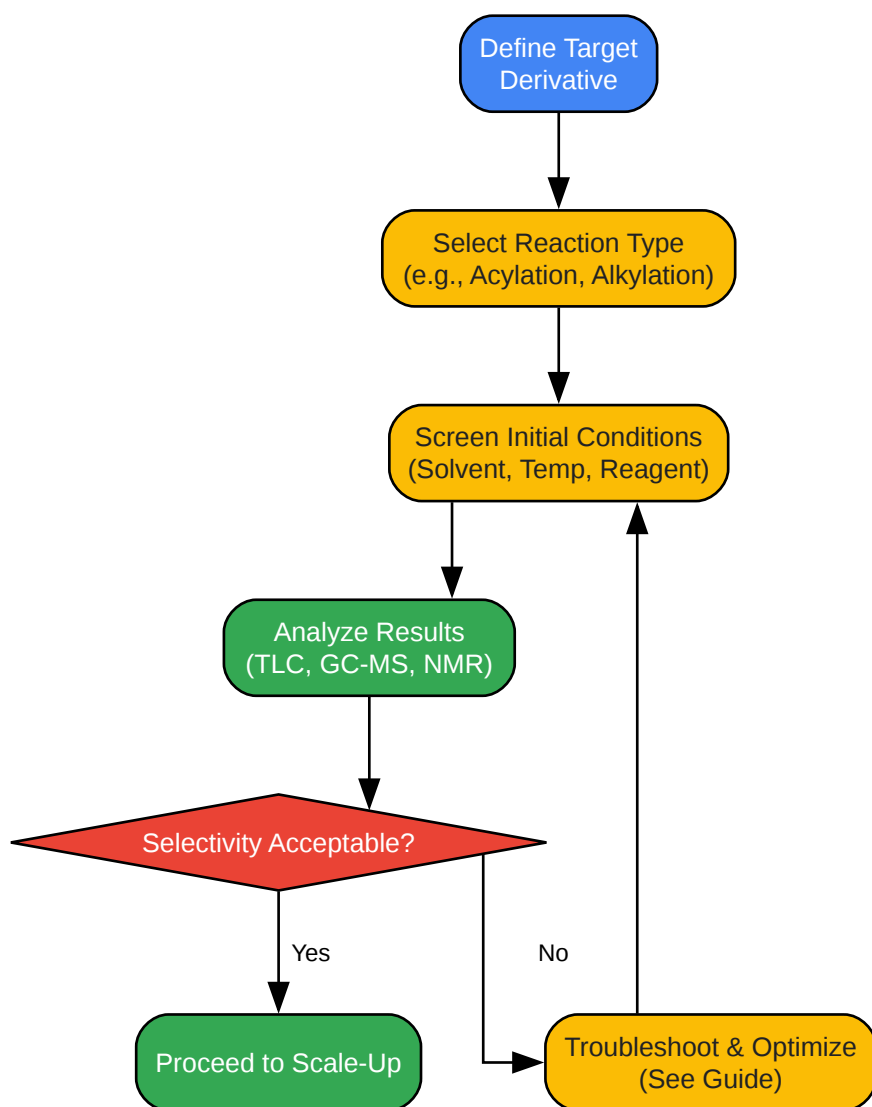 Define Target
Derivative
Select Reaction Type
(e.g., Acylation, Alkylation)
Screen Initial Conditions
(Solvent, Temp, Reagent)
Analyze Results
(TLC, GC-MS, NMR)
Selectivity Acceptable?
Yes
No
Proceed to Scale-Up
Troubleshoot & Optimize
(See Guide)